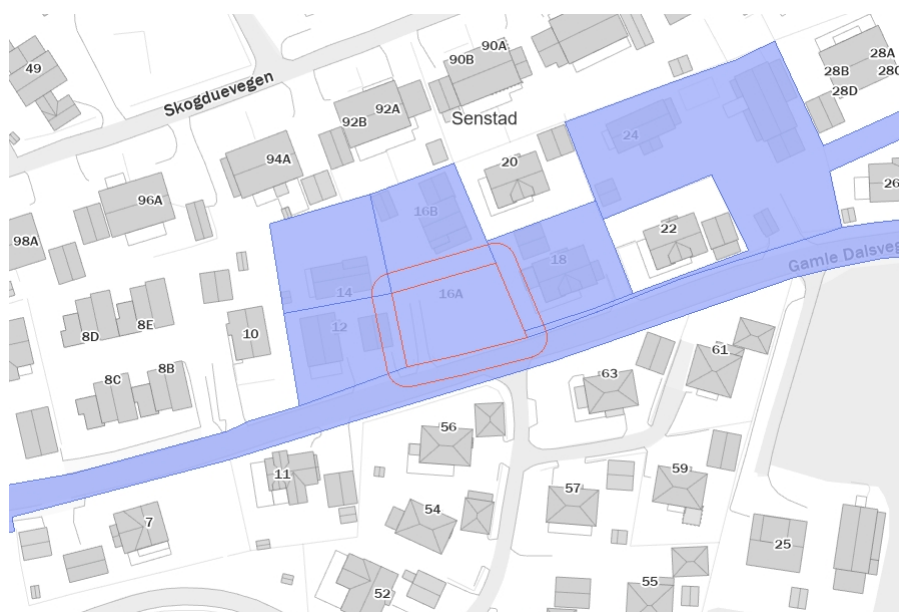 90A
90B
28A
28B
28C
28D
49
Skogduevegen
92A
92B
Senstad
24
94A
20
96A
16B
26
98A
22
18
Gamle Dalsveg
14
16A
12
10
8E
8D
61
8B
8C
63
56
11
59
57
54
7
25
55
52